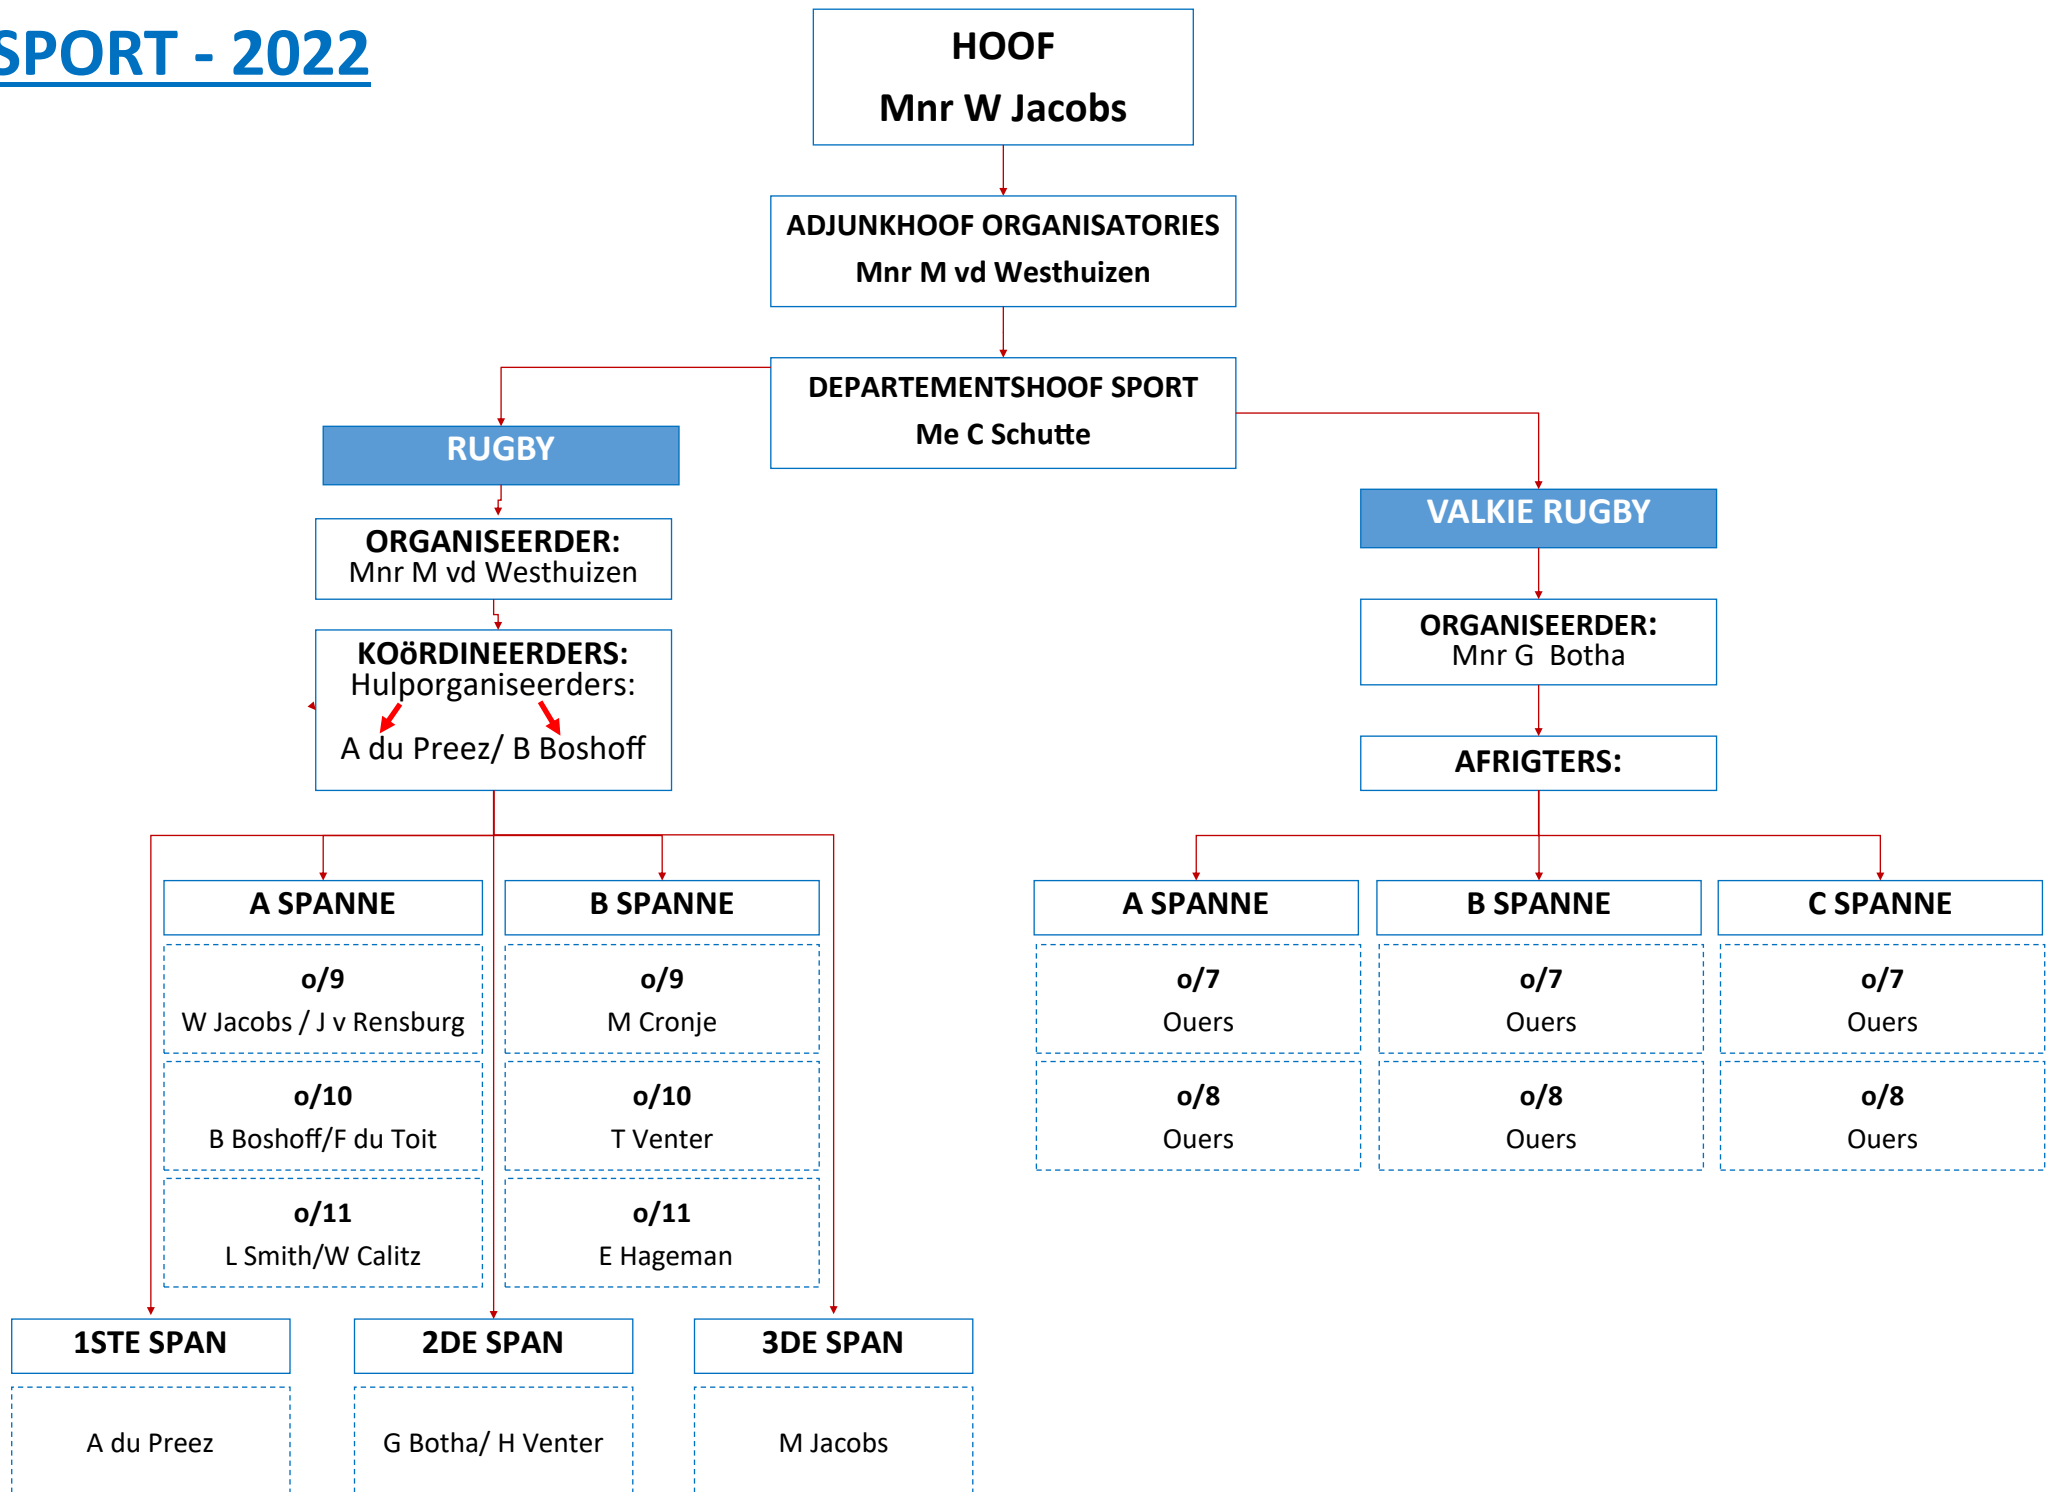 SPORT - 2022
HOOF
Mnr W Jacobs
ADJUNKHOOF ORGANISATORIES
Mnr M vd Westhuizen
DEPARTEMENTSHOOF SPORT
Me C Schutte
RUGBY
ORGANISEERDER:
Mnr M vd Westhuizen
KOöRDINEERDERS:
Hulporganiseerders:
A du Preez/ B Boshoff
A SPANNE
o/9
W Jacobs / J v Rensburg
o/10
B Boshoff/F du Toit
o/11
L Smith/W Calitz
B SPANNE
o/9
M Cronje
o/10
T Venter
o/11
E Hageman
1STE SPAN
A du Preez
2DE SPAN
G Botha/ H Venter
3DE SPAN
M Jacobs
VALKIE RUGBY
ORGANISEERDER:
Mnr G  Botha
AFRIGTERS:
A SPANNE
o/7
Ouers
o/8
Ouers
B SPANNE
o/7
Ouers
o/8
Ouers
C SPANNE
o/7
Ouers
o/8
Ouers